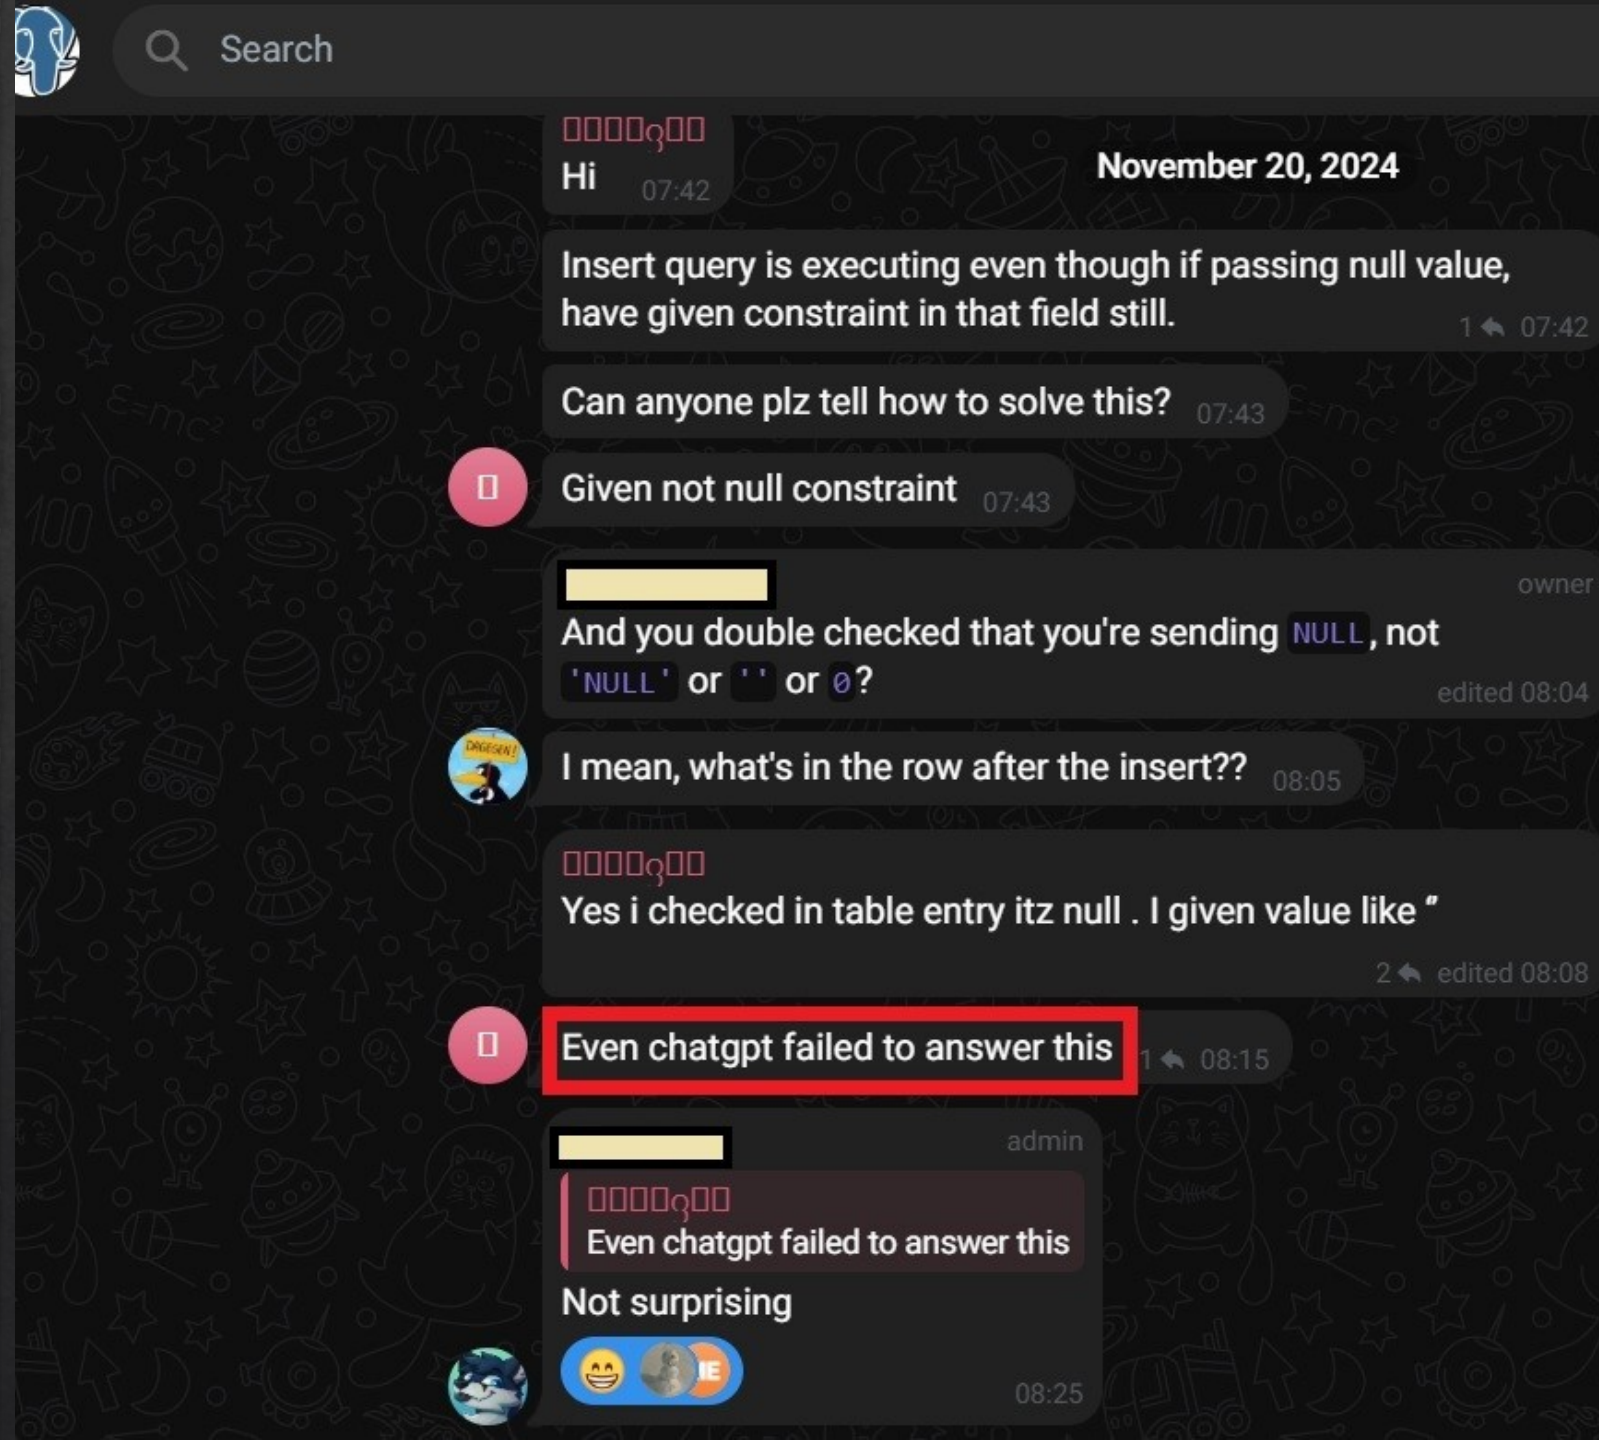 Search
Hi 07:42
November 20, 2024
Insert query is executing even though if passing null value,
have given constraint in that field still.
1 07:42
Can anyone plz tell how to solve this? 07:43
Given not null constraint 07:43
owner
And you double checked that you're sending NULL, not
'NULL' or '' or 0?
edited 08:04
DAGEGEN!
I mean, what's in the row after the insert?? 08:05
Yes i checked in table entry itz null . I given value like ‘’
2 edited 08:08
Even chatgpt failed to answer this 1 08:15
admin
Even chatgpt failed to answer this
Not surprising
08:25